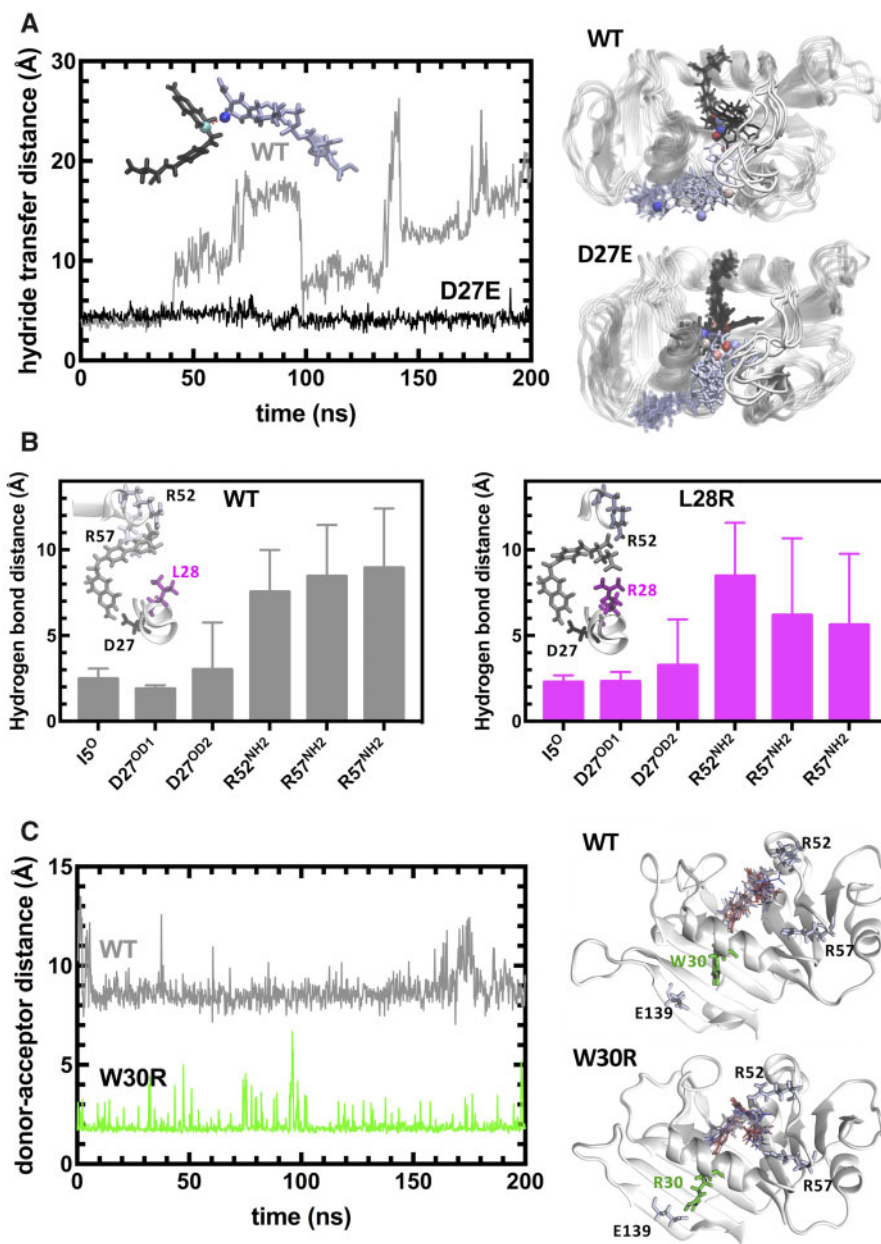 A
hydride transfer distance (Å)
30
20
10
0
0 50 100 150 200
time (ns)
WT
D27E
WT
D27E
B
Hydrogen bond distance (Å)
10
5
0
WT
R52
R57
L28
D27
I5ᴼ D27ᴼᴰ¹ D27ᴼᴰ² R52ᴺᴴ² R57ᴺᴴ² R57ᴺᴴ²
Hydrogen bond distance (Å)
10
5
0
L28R
R52
R28
D27
I5ᴼ D27ᴼᴰ¹ D27ᴼᴰ² R52ᴺᴴ² R57ᴺᴴ² R57ᴺᴴ²
C
donor-acceptor distance (Å)
15
10
5
0
0 50 100 150 200
time (ns)
WT
W30R
WT
R52
W30
R57
E139
W30R
R52
R30
R57
E139